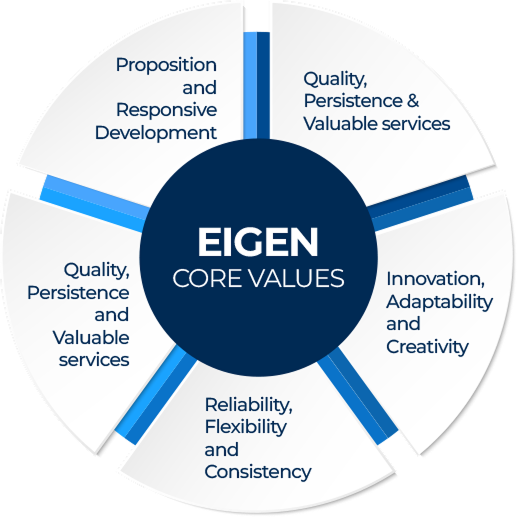 Proposition
and
Responsive
Development
Quality,
Persistence &
Valuable services
EIGEN
CORE VALUES
Quality,
Persistence
and
Valuable
services
Innovation,
Adaptability
and
Creativity
Reliability,
Flexibility
and
Consistency